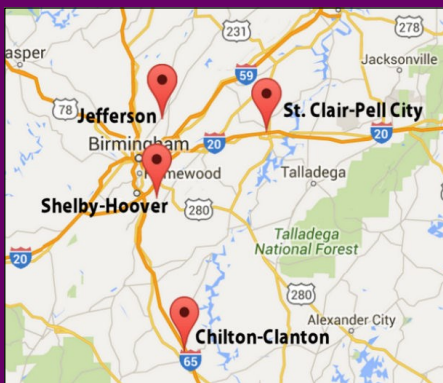 231
278
asper
Jacksonville
59
78
Jefferson
St. Clair-Pell City
Birmingham
20
20
Homewood
Talladega
Shelby-Hoover
280
Talladega
National Forest
20
280
Alexander City
Chilton-Clanton
65